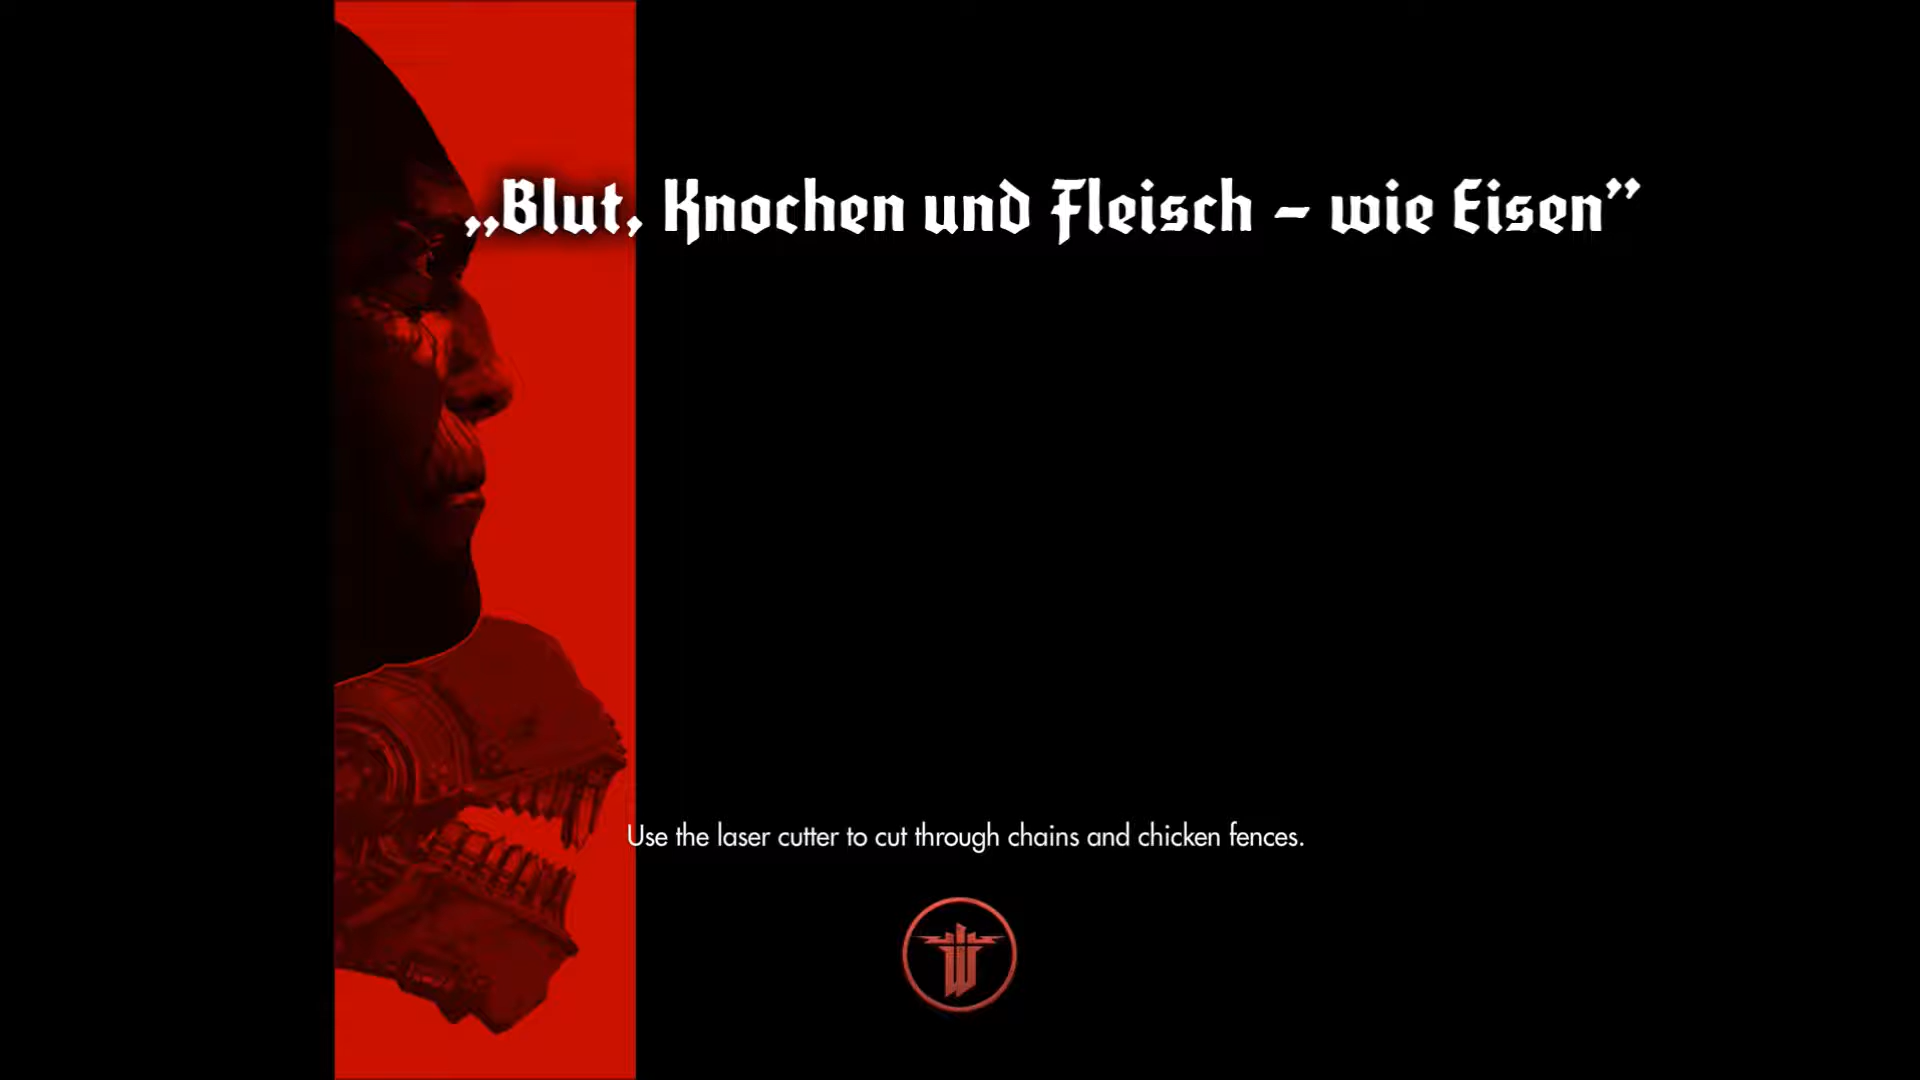 „Blut, Knochen und Fleisch – wie Eisen”
Use the laser cutter to cut through chains and chicken fences.